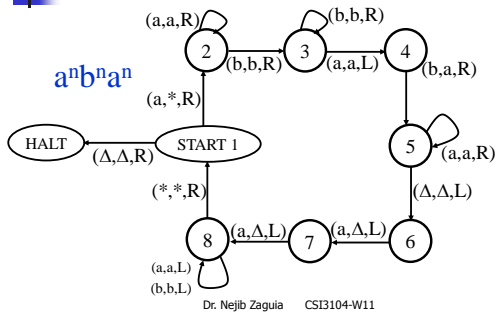 (a,a,R)
(b,b,R)
2
3
4
(b,b,R)
(a,a,L)
aⁿbⁿaⁿ
(a,*,R)
(b,a,R)
HALT
START 1
(Δ,Δ,R)
5
(a,a,R)
(*,*,R)
(Δ,Δ,L)
(a,Δ,L)
(a,Δ,L)
8
7
6
(a,a,L)
(b,b,L)
Dr. Nejib Zaguia CSI3104-W11